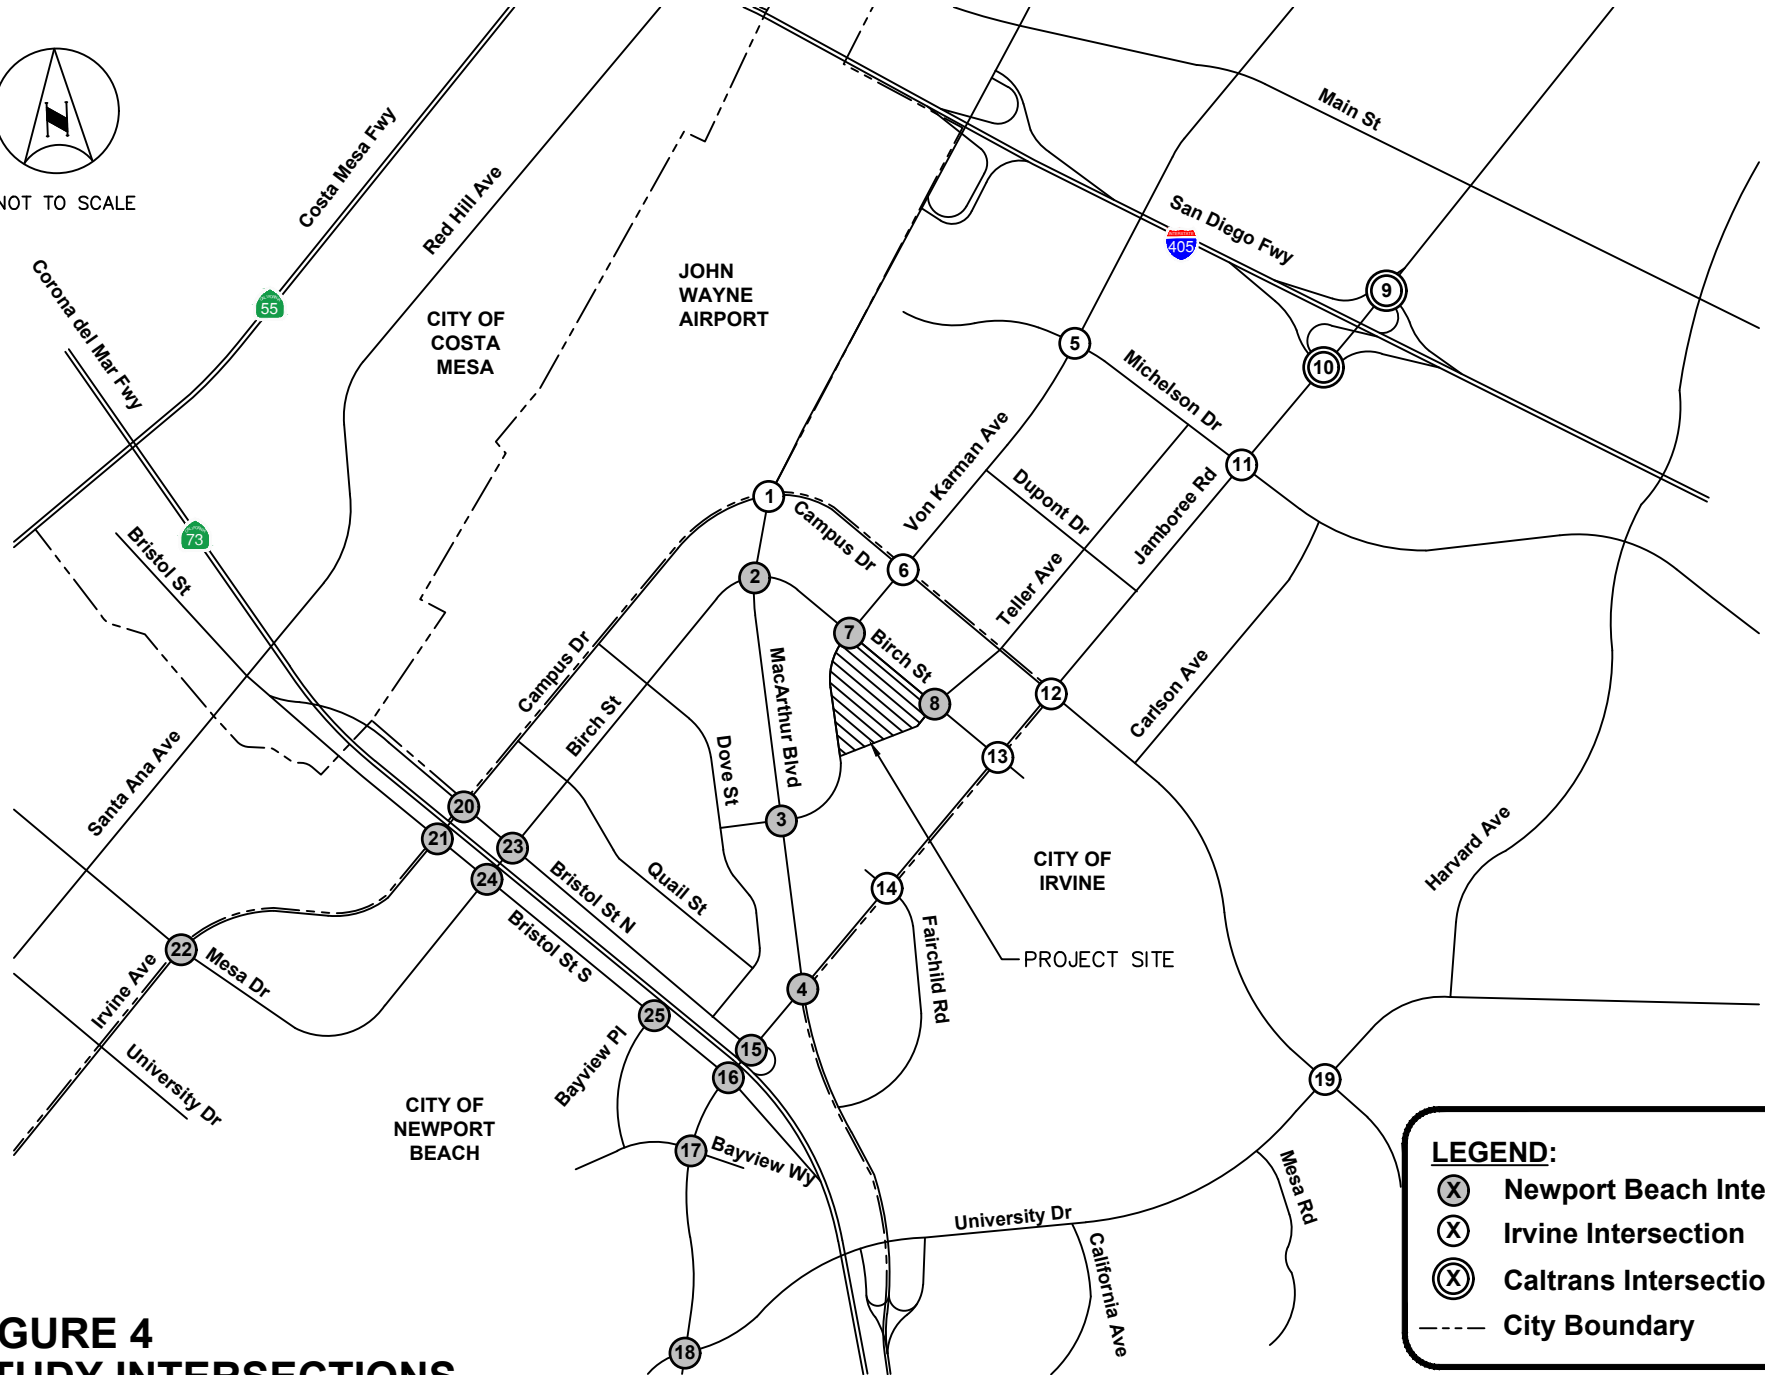 N
NOT TO SCALE
Costa Mesa Fwy
Red Hill Ave
Main St
San Diego Fwy
405
Corona del Mar Fwy
55
CITY OF
COSTA
MESA
JOHN
WAYNE
AIRPORT
9
5
10
Michelson Dr
11
Von Karman Ave
Dupont Dr
Jamboree Rd
1
Campus Dr
73
Bristol St
6
2
Teller Ave
7
Birch St
Campus Dr
MacArthur Blvd
8
12
Carlson Ave
Birch St
Santa Ana Ave
Dove St
13
20
21
3
23
24
Quail St
Bristol St N
14
CITY OF
IRVINE
Harvard Ave
Bristol St S
Fairchild Rd
22
Mesa Dr
PROJECT SITE
Irvine Ave
4
25
15
Bayview Pl
16
University Dr
19
CITY OF
NEWPORT
BEACH
17
Bayview Wy
Mesa Rd
University Dr
California Ave
18
LEGEND:
X Newport Beach Inte
X Irvine Intersection
X Caltrans Intersectio
City Boundary
GURE 4
TUDY INTERSECTIONS